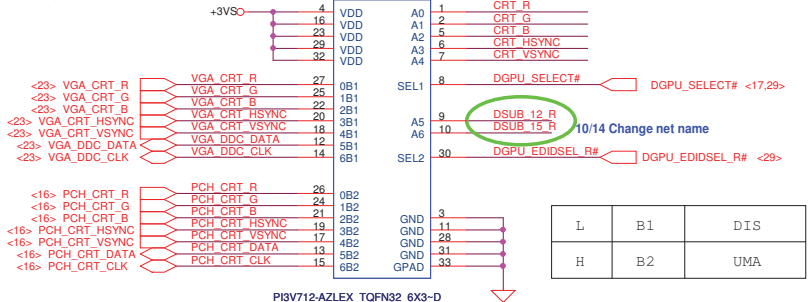 +3VS
4 VDD
16 VDD
23 VDD
29 VDD
32 VDD
A0 1 CRT_R
A1 2 CRT_G
A2 5 CRT_B
A3 6 CRT_HSYNC
A4 7 CRT_VSYNC
SEL1 8 DGPU_SELECT# DGPU_SELECT# <17,29>
A5 9 DSUB_12_R
A6 10 DSUB_15_R
10/14 Change net name
SEL2 30 DGPU_EDIDSEL_R# DGPU_EDIDSEL_R# <29>
<23> VGA_CRT_R VGA_CRT_R 27 0B1
<23> VGA_CRT_G VGA_CRT_G 25 1B1
<23> VGA_CRT_B VGA_CRT_B 22 2B1
<23> VGA_CRT_HSYNC VGA_CRT_HSYNC 20 3B1
<23> VGA_CRT_VSYNC VGA_CRT_VSYNC 18 4B1
<23> VGA_DDC_DATA VGA_DDC_DATA 12 5B1
<23> VGA_DDC_CLK VGA_DDC_CLK 14 6B1
<16> PCH_CRT_R PCH_CRT_R 26 0B2
<16> PCH_CRT_G PCH_CRT_G 24 1B2
<16> PCH_CRT_B PCH_CRT_B 21 2B2
<16> PCH_CRT_HSYNC PCH_CRT_HSYNC 19 3B2
<16> PCH_CRT_VSYNC PCH_CRT_VSYNC 17 4B2
<16> PCH_CRT_DATA PCH_CRT_DATA 13 5B2
<16> PCH_CRT_CLK PCH_CRT_CLK 15 6B2
GND 3
GND 11
GND 28
GND 31
GPAD 33
L B1 DIS
H B2 UMA
PI3V712-AZLEX TQFN32 6X3~D